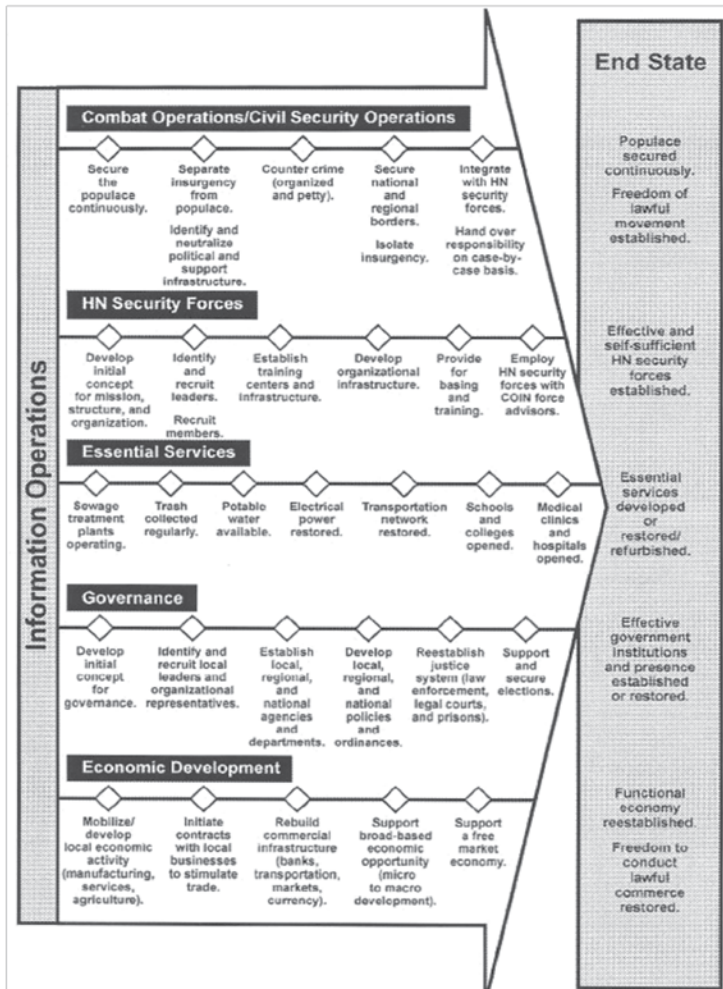 End State
Information Operations
Combat Operations/Civil Security Operations
Secure
the
populace
continuously.
Separate
insurgency
from
populace.
Identify and
neutralize
political and
support
infrastructure.
Counter crime
(organized
and petty).
Secure
national
and
regional
borders.
Isolate
insurgency.
Integrate
with HN
security
forces.
Hand over
responsibility
on case-by-
case basis.
Populace
secured
continuously.
Freedom of
lawful
movement
established.
HN Security Forces
Develop
initial
concept
for mission,
structure, and
organization.
Identify
and
recruit
leaders.
Recruit
members.
Establish
training
centers and
infrastructure.
Develop
organizational
infrastructure.
Provide
for
basing
and
training.
Employ
HN security
forces with
COIN force
advisors.
Effective and
self-sufficient
HN security
forces
established.
Essential Services
Sewage
treatment
plants
operating.
Trash
collected
regularly.
Potable
water
available.
Electrical
power
restored.
Transportation
network
restored.
Schools
and
colleges
opened.
Medical
clinics
and
hospitals
opened.
Essential
services
developed
or
restored/
refurbished.
Governance
Develop
initial
concept
for
governance.
Identify and
recruit local
leaders and
organizational
representatives.
Establish
local,
regional,
and
national
agencies
and
departments.
Develop
local,
regional,
and
national
policies
and
ordinances.
Reestablish
justice
system (law
enforcement,
legal courts,
and prisons).
Support
and
secure
elections.
Effective
government
institutions
and presence
established
or restored.
Economic Development
Mobilize/
develop
local economic
activity
(manufacturing,
services,
agriculture).
Initiate
contracts
with local
businesses
to stimulate
trade.
Rebuild
commercial
infrastructure
(banks,
transportation,
markets,
currency).
Support
broad-based
economic
opportunity
(micro
to macro
development).
Support
a free
market
economy.
Functional
economy
reestablished.
Freedom to
conduct
lawful
commerce
restored.